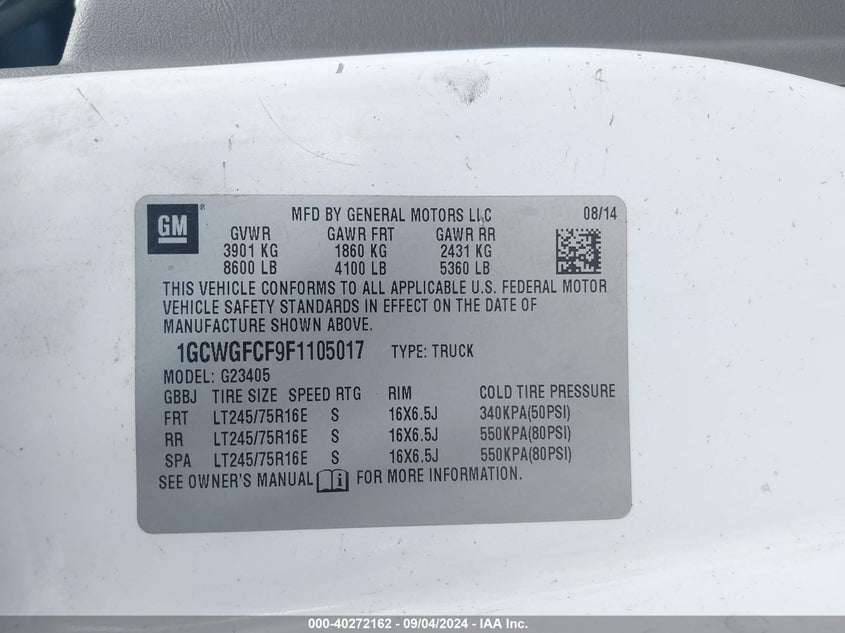 GM ® MFD BY GENERAL MOTORS LLC 08/14
GVWR GAWR FRT GAWR RR
3901 KG 1860 KG 2431 KG
8600 LB 4100 LB 5360 LB
THIS VEHICLE CONFORMS TO ALL APPLICABLE U.S. FEDERAL MOTOR
VEHICLE SAFETY STANDARDS IN EFFECT ON THE DATE OF
MANUFACTURE SHOWN ABOVE.
1GCWGFCF9F1105017 TYPE: TRUCK
MODEL: G23405
GBBJ TIRE SIZE SPEED RTG RIM COLD TIRE PRESSURE
FRT LT245/75R16E S 16X6.5J 340KPA(50PSI)
RR LT245/75R16E S 16X6.5J 550KPA(80PSI)
SPA LT245/75R16E S 16X6.5J 550KPA(80PSI)
SEE OWNER'S MANUAL i FOR MORE INFORMATION.
000-40272162 - 09/04/2024 - IAA Inc.